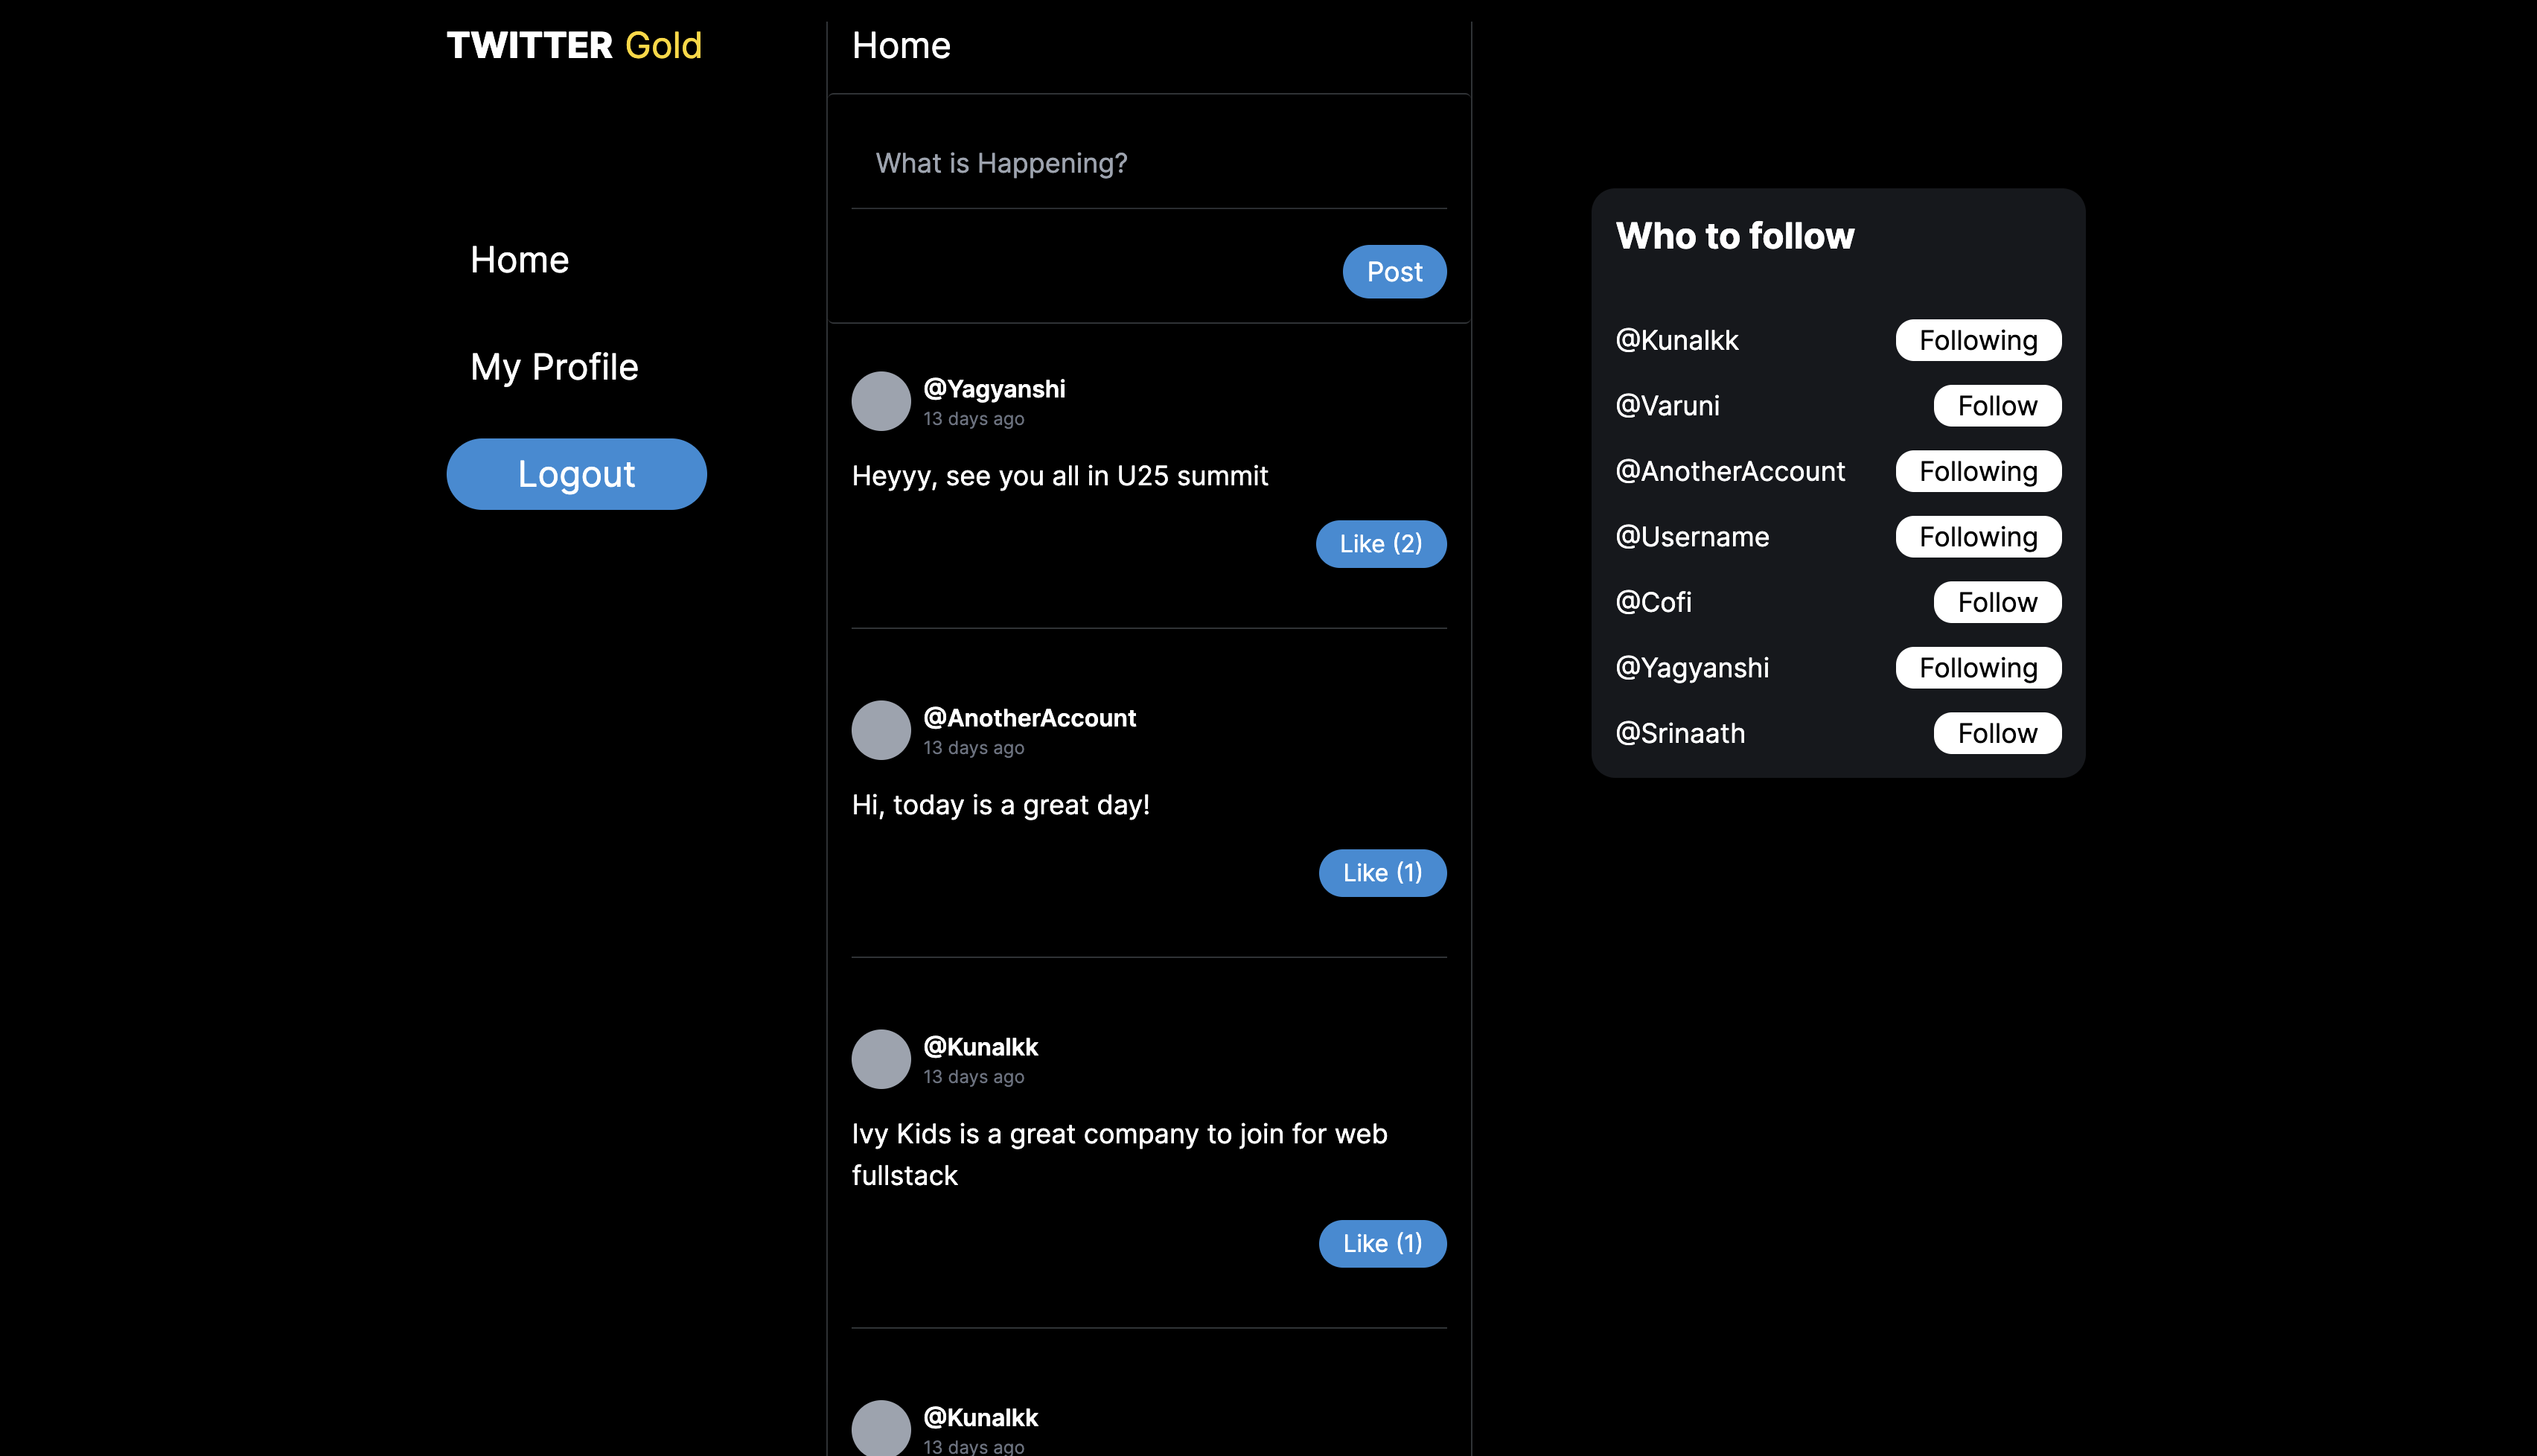 TWITTER Gold
Home
My Profile
Logout
Home
What is Happening?
Post
@Yagyanshi
13 days ago
Heyyy, see you all in U25 summit
Like (2)
@AnotherAccount
13 days ago
Hi, today is a great day!
Like (1)
@Kunalkk
13 days ago
Ivy Kids is a great company to join for web
fullstack
Like (1)
@Kunalkk
13 days ago
Who to follow
@Kunalkk Following
@Varuni Follow
@AnotherAccount Following
@Username Following
@Cofi Follow
@Yagyanshi Following
@Srinaath Follow